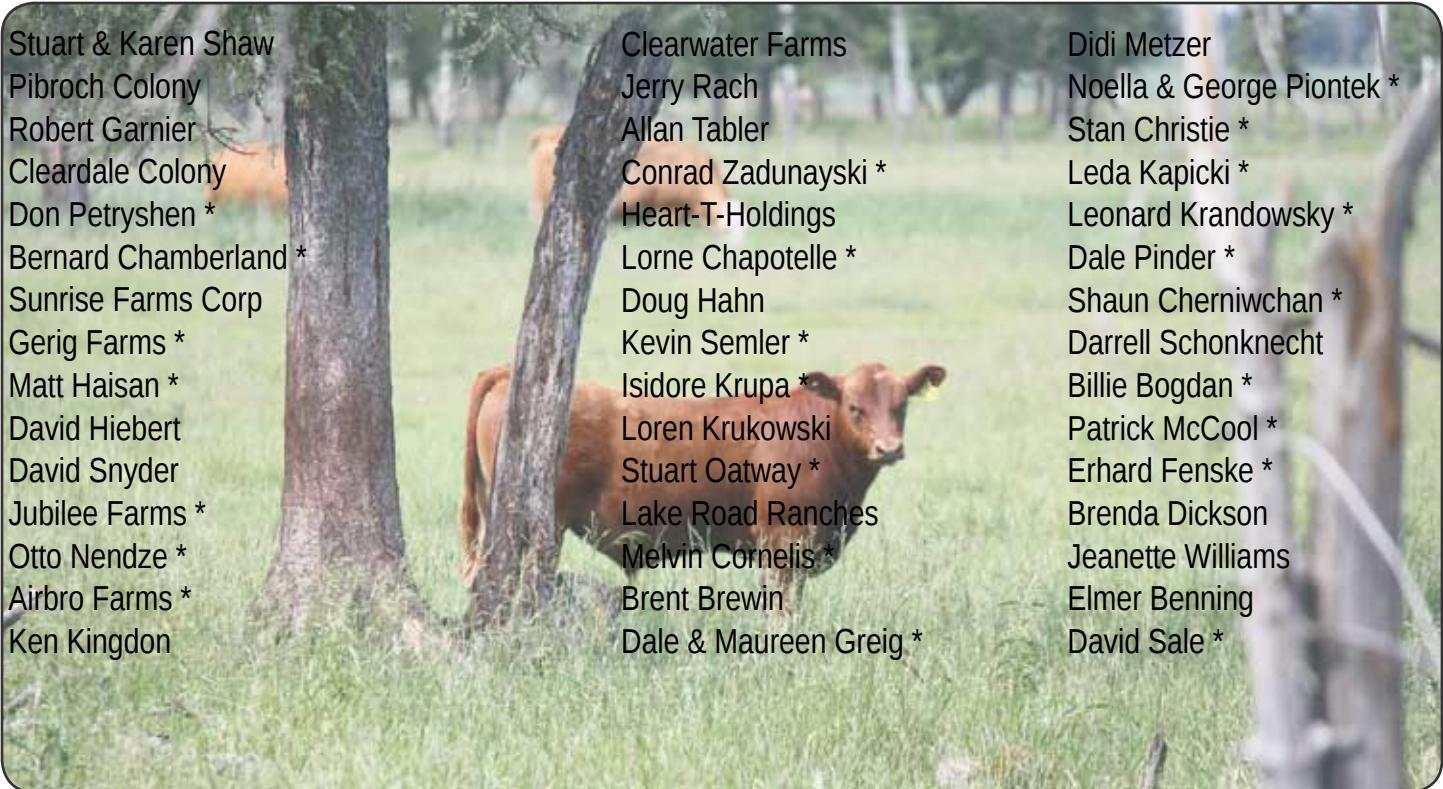 Stuart & Karen Shaw
Pibroch Colony
Robert Garnier
Cleardale Colony
Don Petryshen *
Bernard Chamberland *
Sunrise Farms Corp
Gerig Farms *
Matt Haisan *
David Hiebert
David Snyder
Jubilee Farms *
Otto Nendze *
Airbro Farms *
Ken Kingdon
Clearwater Farms
Jerry Rach
Allan Tabler
Conrad Zadunayski *
Heart-T-Holdings
Lorne Chapotelle *
Doug Hahn
Kevin Semler *
Isidore Krupa *
Loren Krukowski
Stuart Oatway *
Lake Road Ranches
Melvin Cornelis *
Brent Brewin
Dale & Maureen Greig *
Didi Metzer
Noella & George Piontek *
Stan Christie *
Leda Kapicki *
Leonard Krandowsky *
Dale Pinder *
Shaun Cherniwchan *
Darrell Schonknecht
Billie Bogdan *
Patrick McCool *
Erhard Fenske *
Brenda Dickson
Jeanette Williams
Elmer Benning
David Sale *